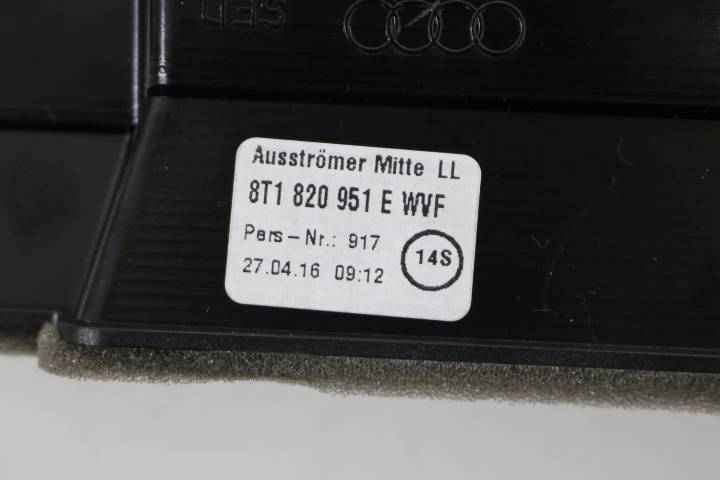 Ausströmer Mitte LL
8T1 820 951 E WVF
Pers-Nr.: 917
14S
27.04.16 09:12